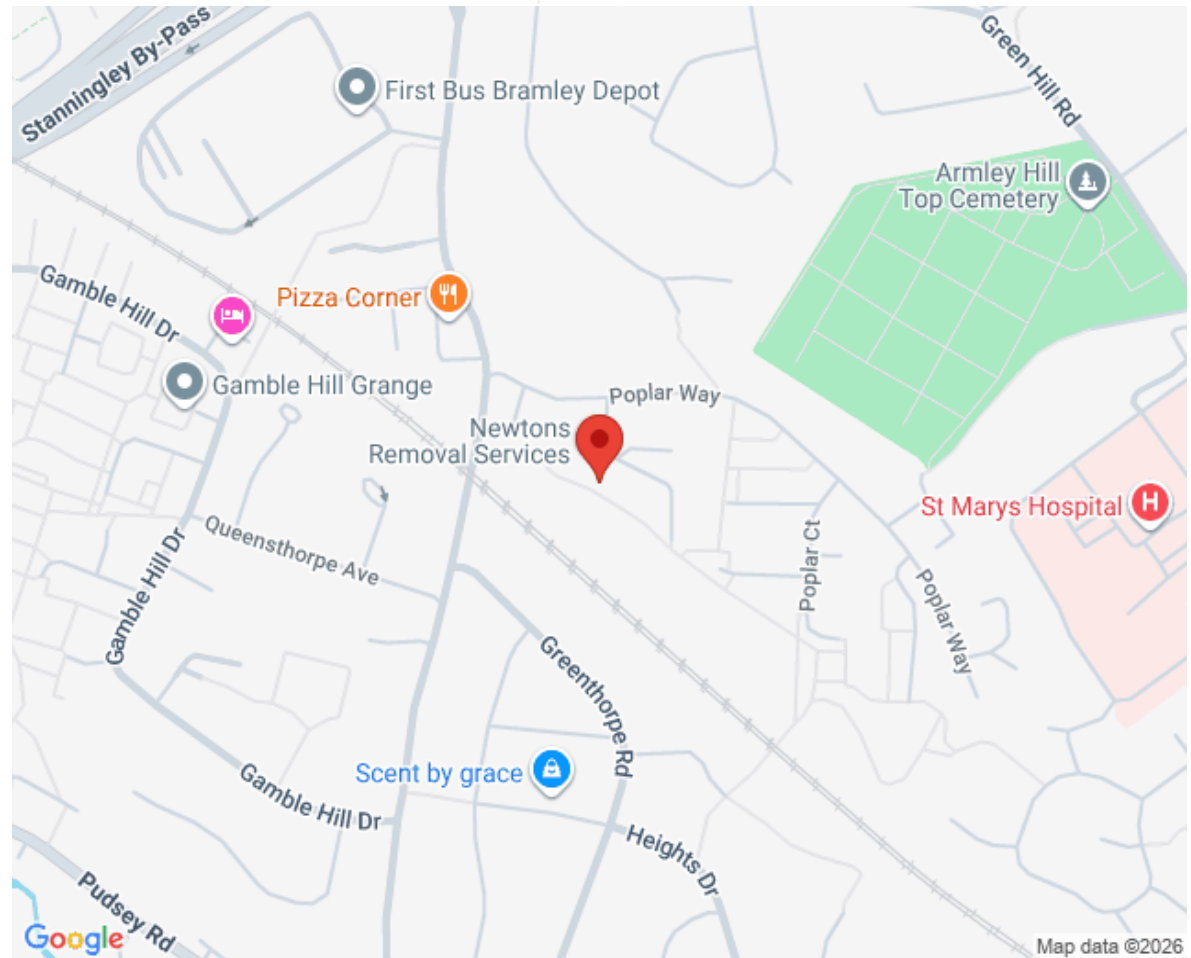 Stanningley By-Pass
First Bus Bramley Depot
Green Hill Rd
Armley Hill
Top Cemetery
Gamble Hill Dr
Pizza Corner
Gamble Hill Grange
Poplar Way
Newtons
Removal Services
St Marys Hospital
Queensthorpe Ave
Poplar Ct
Gamble Hill Dr
Poplar Way
Greenthorpe Rd
Scent by grace
Gamble Hill Dr
Heights Dr
Pudsey Rd
Google
Map data ©2026
H